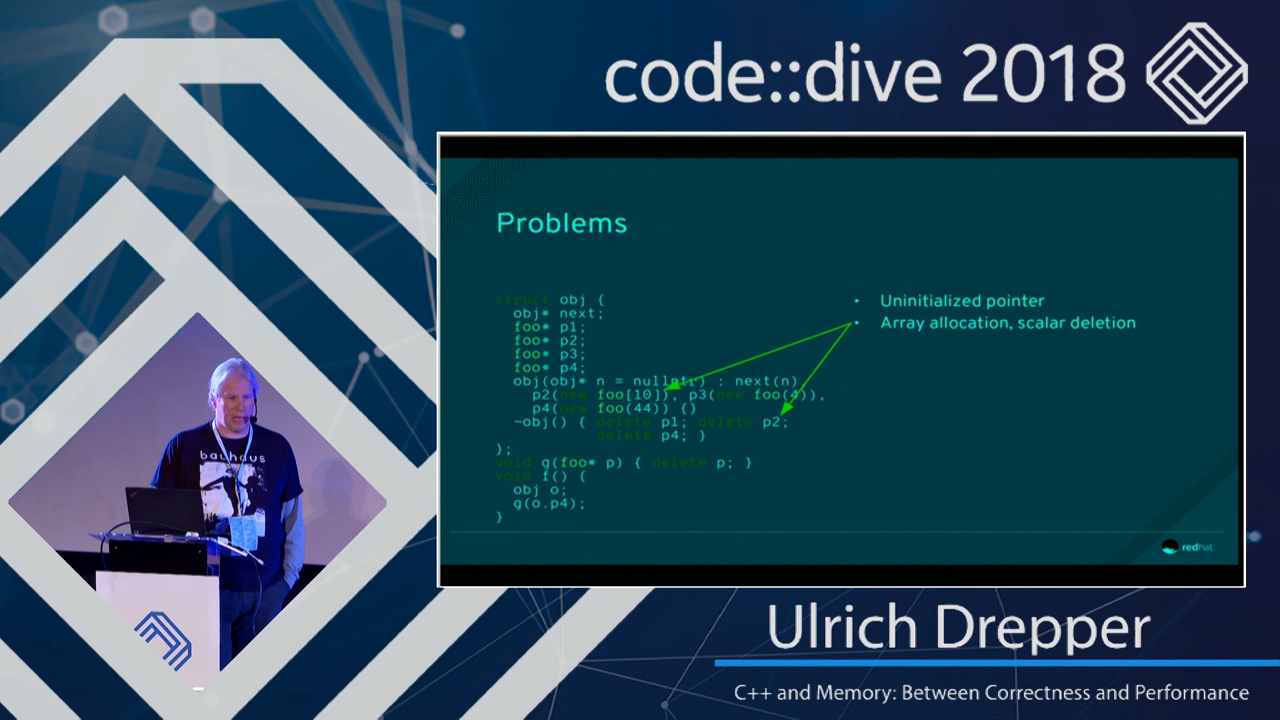 code::dive 2018
Problems
struct obj {
obj* next;
foo* p1;
foo* p2;
foo* p3;
foo* p4;
obj(obj* n = nullptr) : next(n),
p2(new foo[10]), p3(new foo(4)),
p4(new foo(44)) {}
~obj() { delete p1; delete p2;
delete p4; }
};
void g(foo* p) { delete p; }
void f() {
obj o;
g(o.p4);
}
• Uninitialized pointer
• Array allocation, scalar deletion
redhat
bauhaus
Ulrich Drepper
C++ and Memory: Between Correctness and Performance